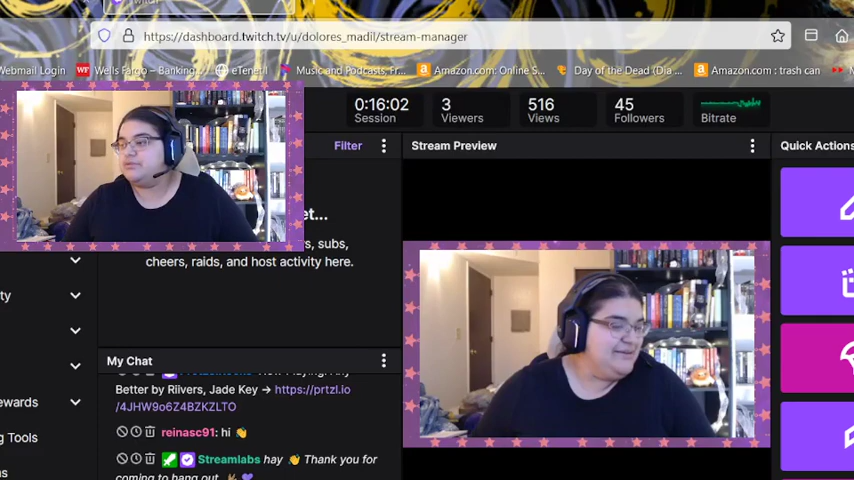 https://dashboard.twitch.tv/u/dolores_madil/stream-manager
Webmail Login
Wells Fargo – Banking
eTenet
Music and Podcasts, Fr...
Amazon.com: Online S...
Day of the Dead (Dia ...
Amazon.com : trash can
0:16:02
3
516
45
Session
Viewers
Views
Followers
Bitrate
Filter
Stream Preview
Quick Actions
et...
s, subs,
cheers, raids, and host activity here.
My Chat
Better by Riivers, Jade Key → https://prtzl.io
/4JHW9o6Z4BZKZLTO
reinasc91: hi 👋
Streamlabs hay 👋 Thank you for
coming to hang out
ty
ewards
g Tools